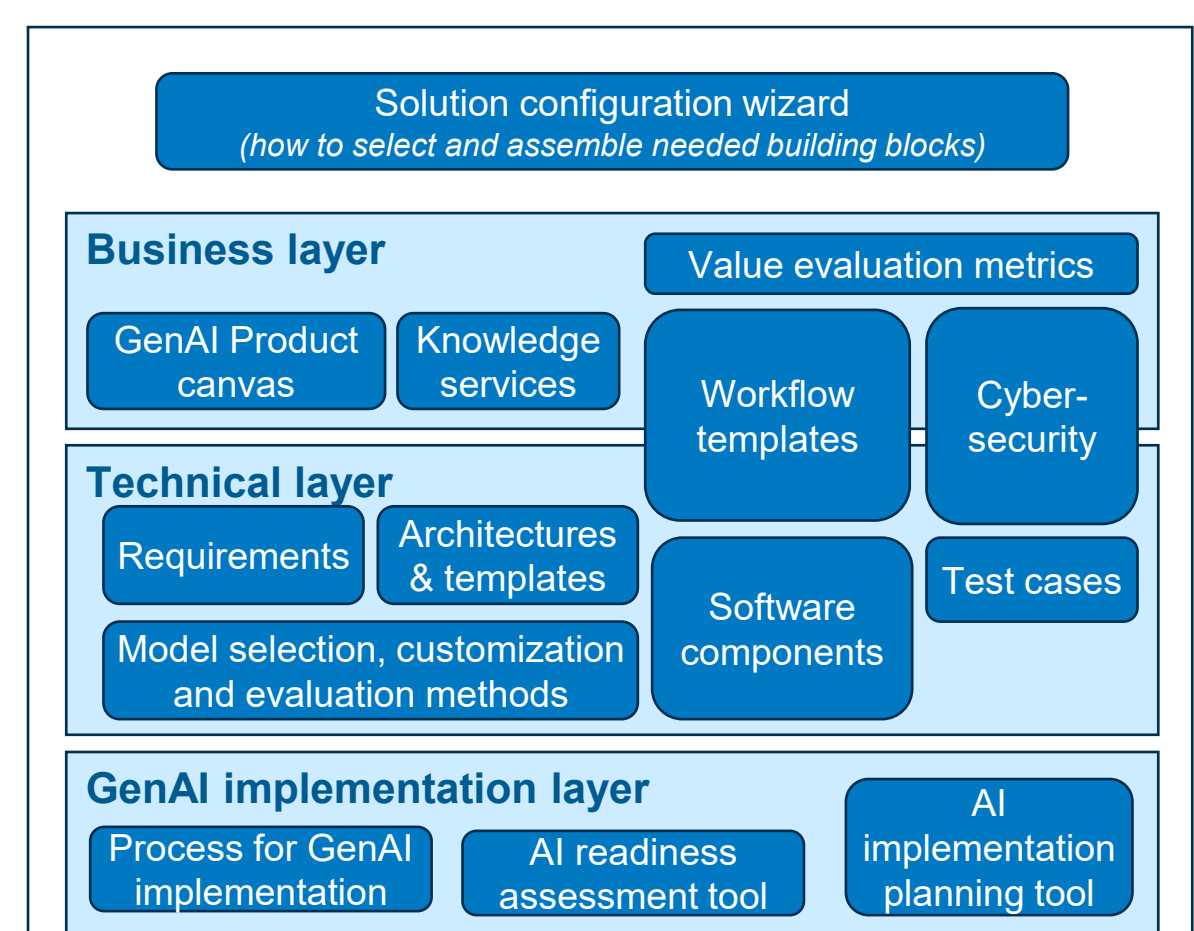 Solution configuration wizard
(how to select and assemble needed building blocks)
Business layer
Value evaluation metrics
GenAI Product
canvas
Knowledge
services
Workflow
templates
Cyber-
security
Technical layer
Requirements
Architectures
& templates
Model selection, customization
and evaluation methods
Software
components
Test cases
GenAI implementation layer
Process for GenAI
implementation
AI readiness
assessment tool
AI
implementation
planning tool